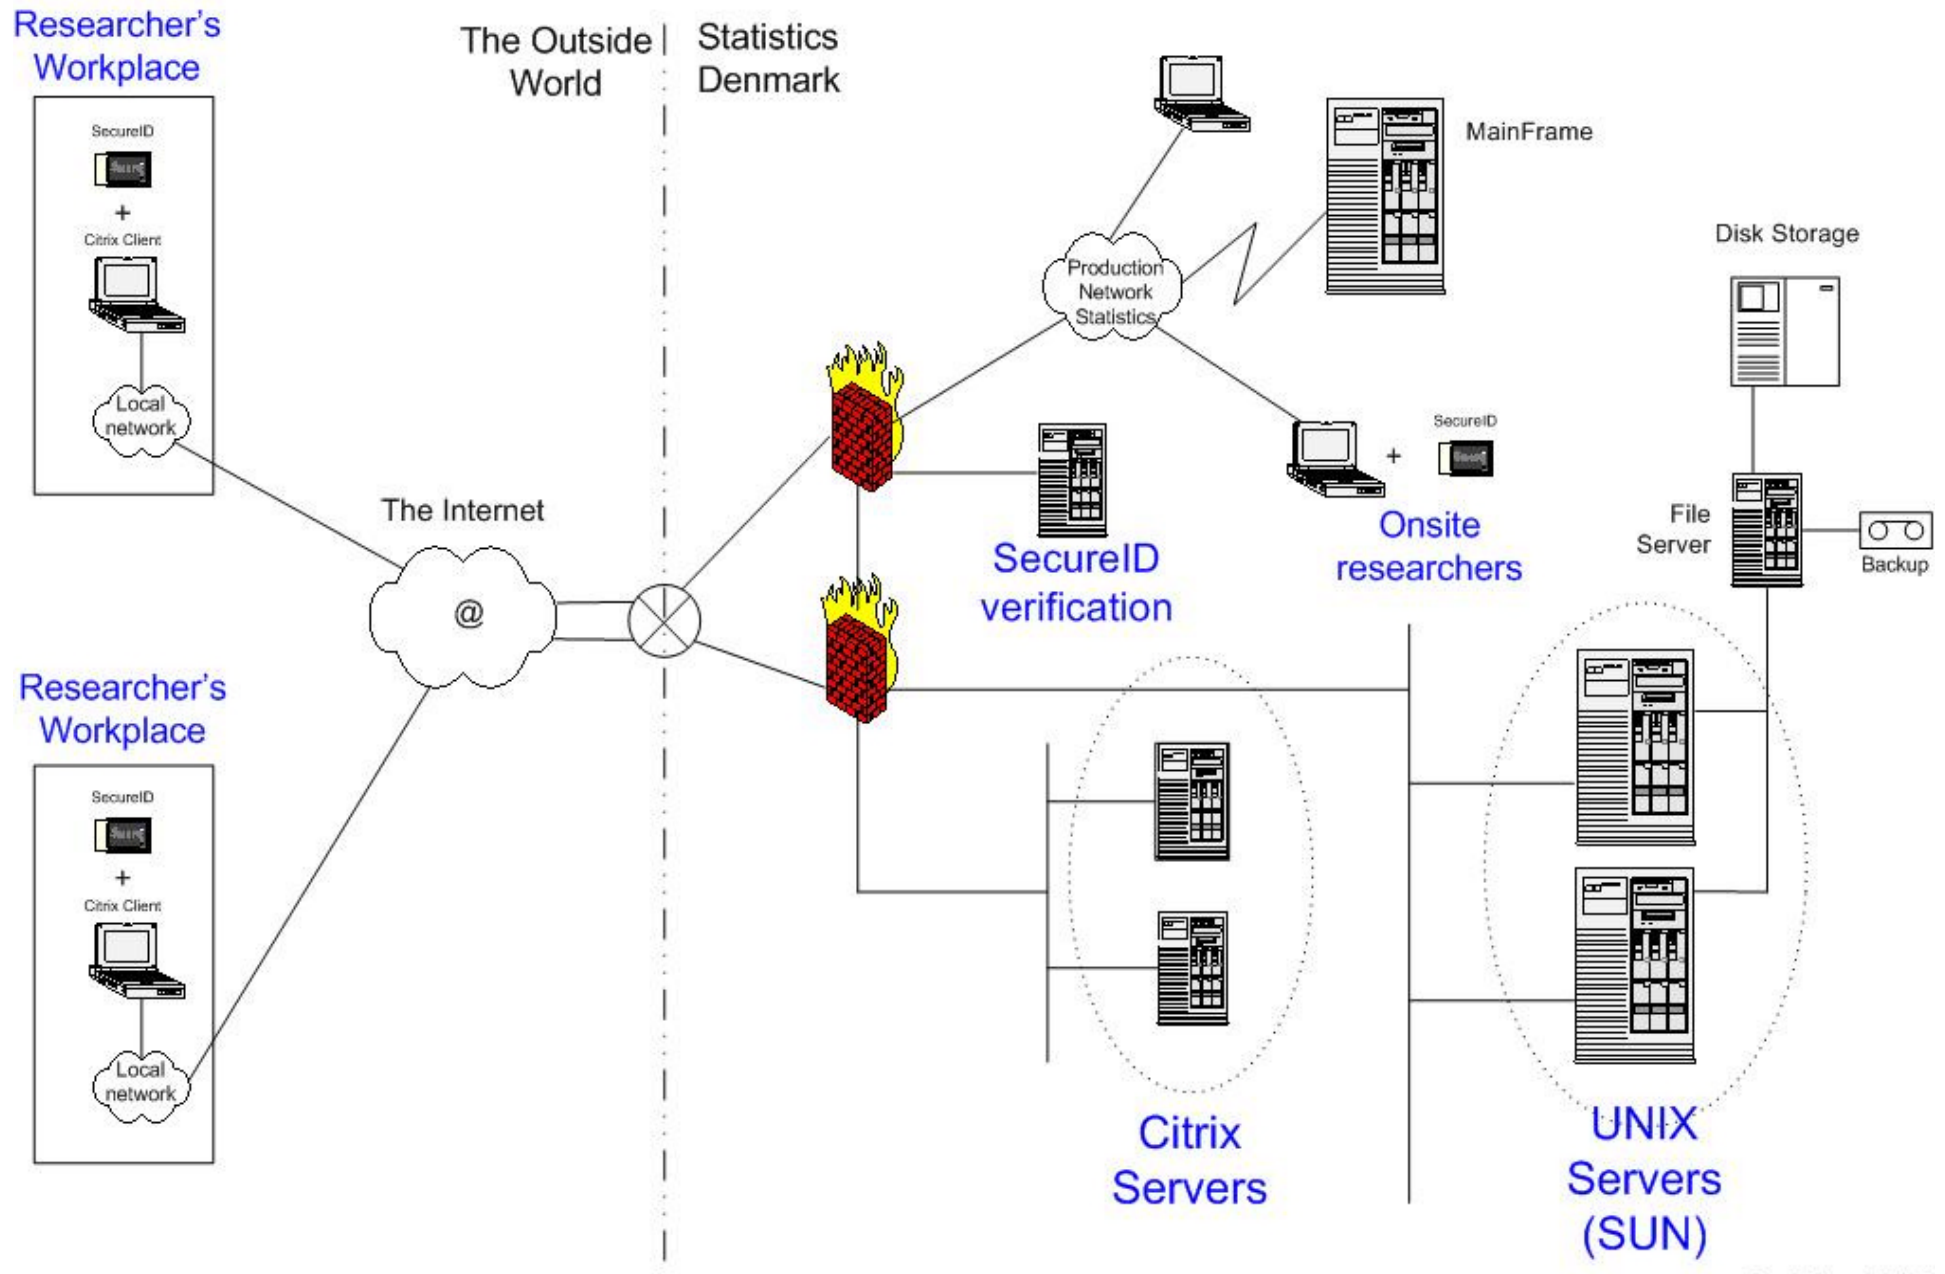 Researcher's
Workplace
SecureID
+
Citrix Client
Local
network
The Outside
World
Statistics
Denmark
MainFrame
Production
Network
Statistics
Disk Storage
SecureID
+
Onsite
researchers
File
Server
Backup
The Internet
@
SecureID
verification
Researcher's
Workplace
SecureID
+
Citrix Client
Local
network
Citrix
Servers
UNIX
Servers
(SUN)